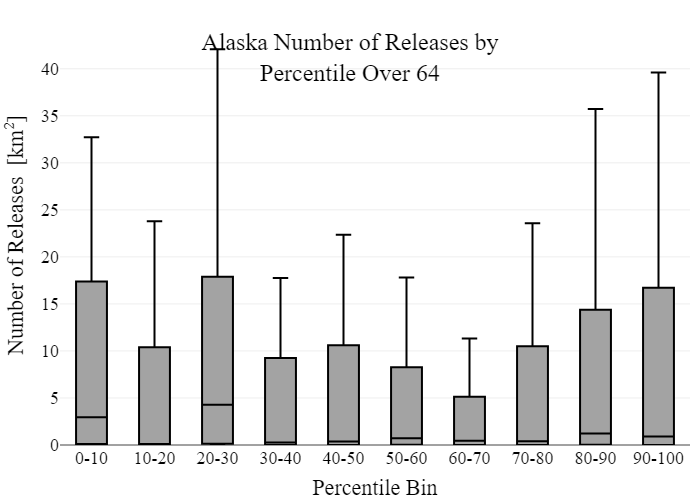 Alaska Number of Releases by
Percentile Over 64
Number of Releases [km²]
40
35
30
25
20
15
10
5
0
0-10 10-20 20-30 30-40 40-50 50-60 60-70 70-80 80-90 90-100
Percentile Bin